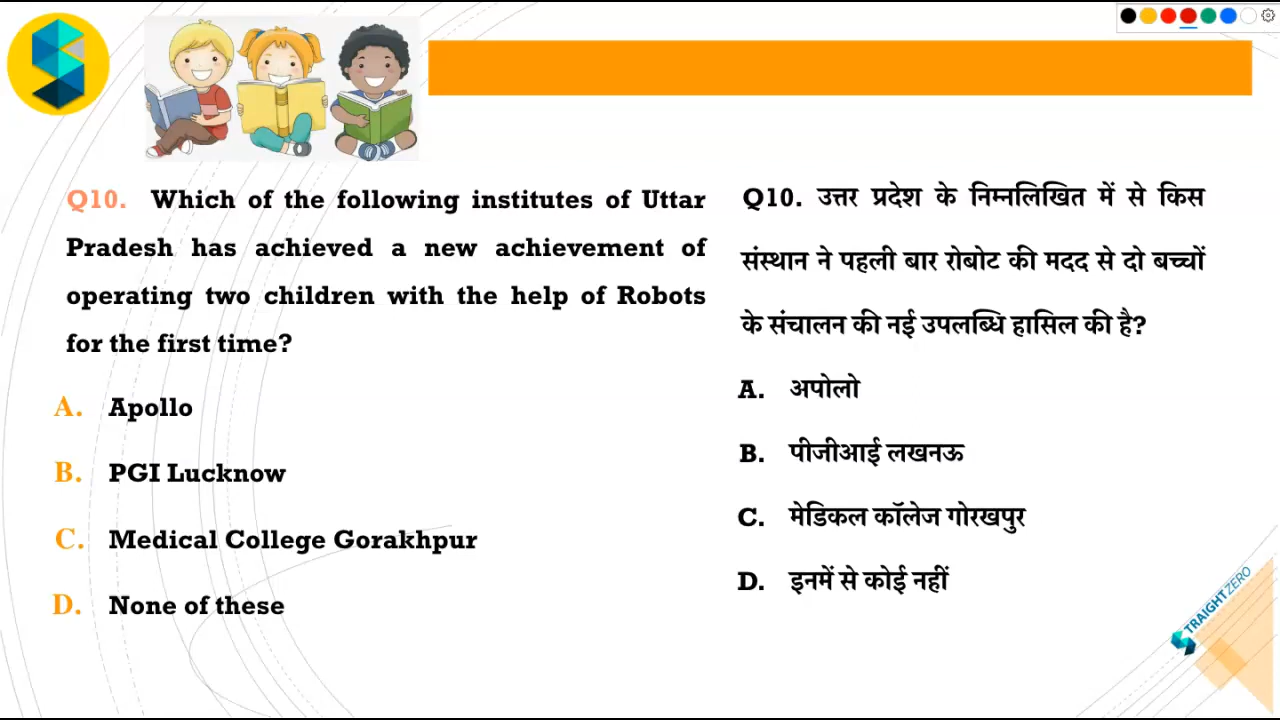 Q10. Which of the following institutes of Uttar
Pradesh has achieved a new achievement of
operating two children with the help of Robots
for the first time?
A. Apollo
B. PGI Lucknow
C. Medical College Gorakhpur
D. None of these
Q10. उत्तर प्रदेश के निम्नलिखित में से किस
संस्थान ने पहली बार रोबोट की मदद से दो बच्चों
के संचालन की नई उपलब्धि हासिल की है?
A. अपोलो
B. पीजीआई लखनऊ
C. मेडिकल कॉलेज गोरखपुर
D. इनमें से कोई नहीं
TRAIGHT ZERO